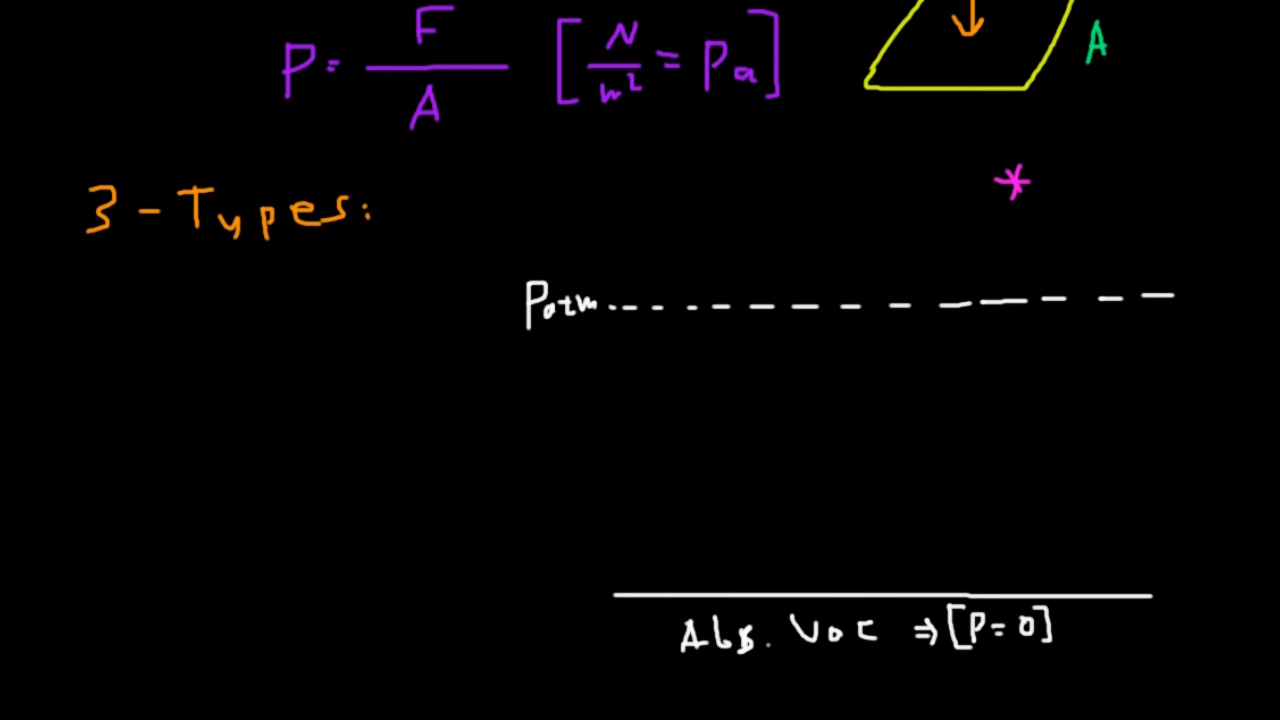 P = F / A [N / m² = Pa]
A
3 - Types:
*
Patm
Abs. Vac ⇒ [P = 0]